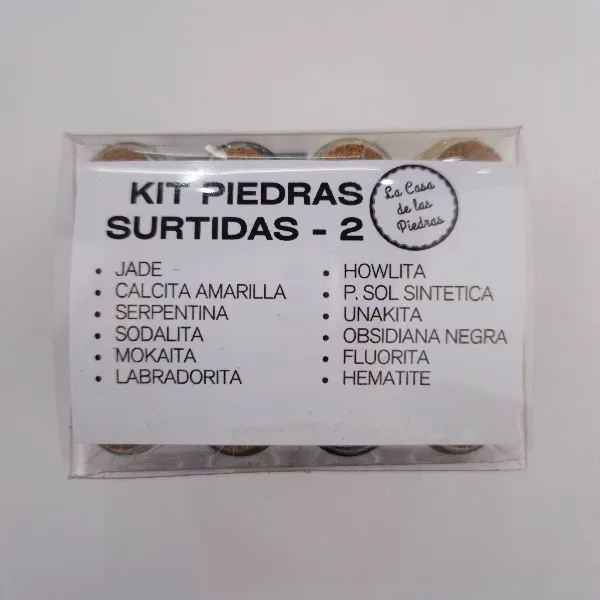 KIT PIEDRAS
SURTIDAS - 2
La Casa
de las
Piedras
• JADE
• CALCITA AMARILLA
• SERPENTINA
• SODALITA
• MOKAITA
• LABRADORITA
• HOWLITA
• P. SOL SINTETICA
• UNAKITA
• OBSIDIANA NEGRA
• FLUORITA
• HEMATITE